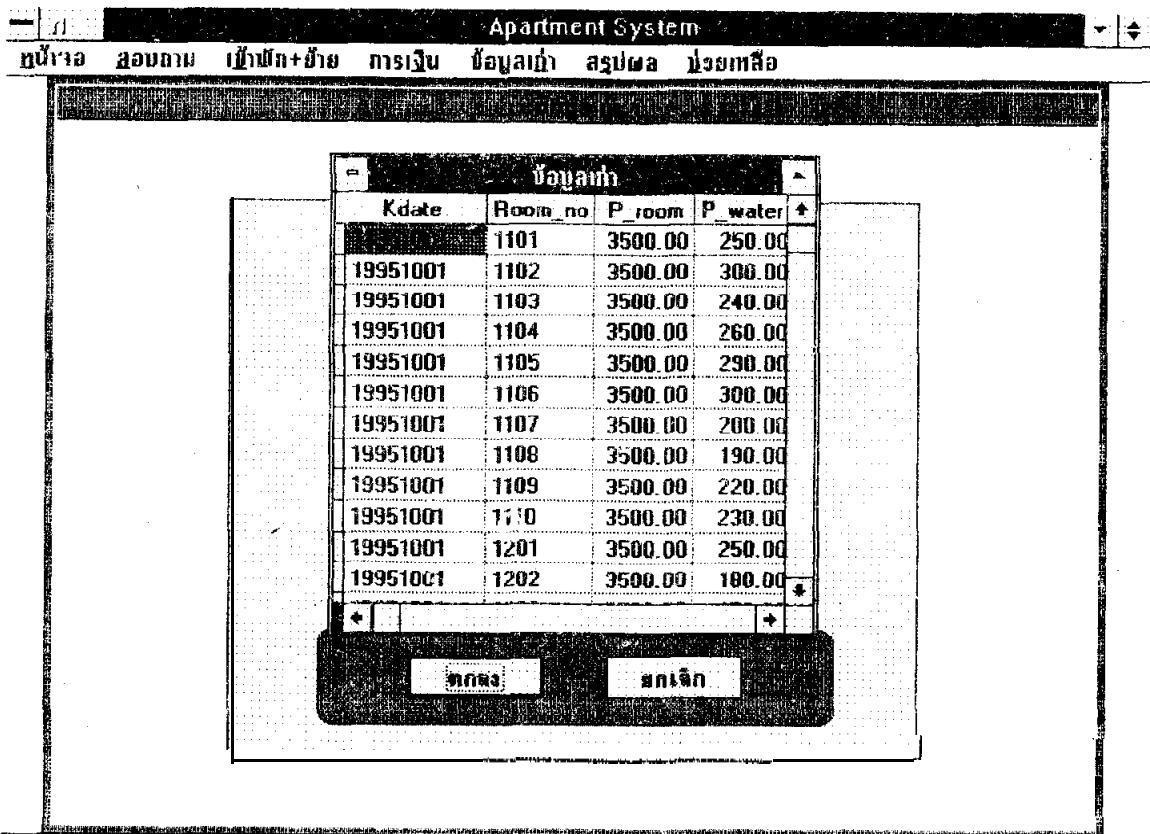 Apartment System
หน้าจอ สอบถาม เข้าพัก+ย้าย การเงิน ข้อมูลเก่า สรุปผล ช่วยเหลือ
ข้อมูลเก่า
Kdate Room_no P_room P_water
1101 3500.00 250.00
19951001 1102 3500.00 300.00
19951001 1103 3500.00 240.00
19951001 1104 3500.00 260.00
19951001 1105 3500.00 290.00
19951001 1106 3500.00 300.00
19951001 1107 3500.00 200.00
19951001 1108 3500.00 190.00
19951001 1109 3500.00 220.00
19951001 1110 3500.00 230.00
19951001 1201 3500.00 250.00
19951001 1202 3500.00 180.00
ตกลง ยกเลิก